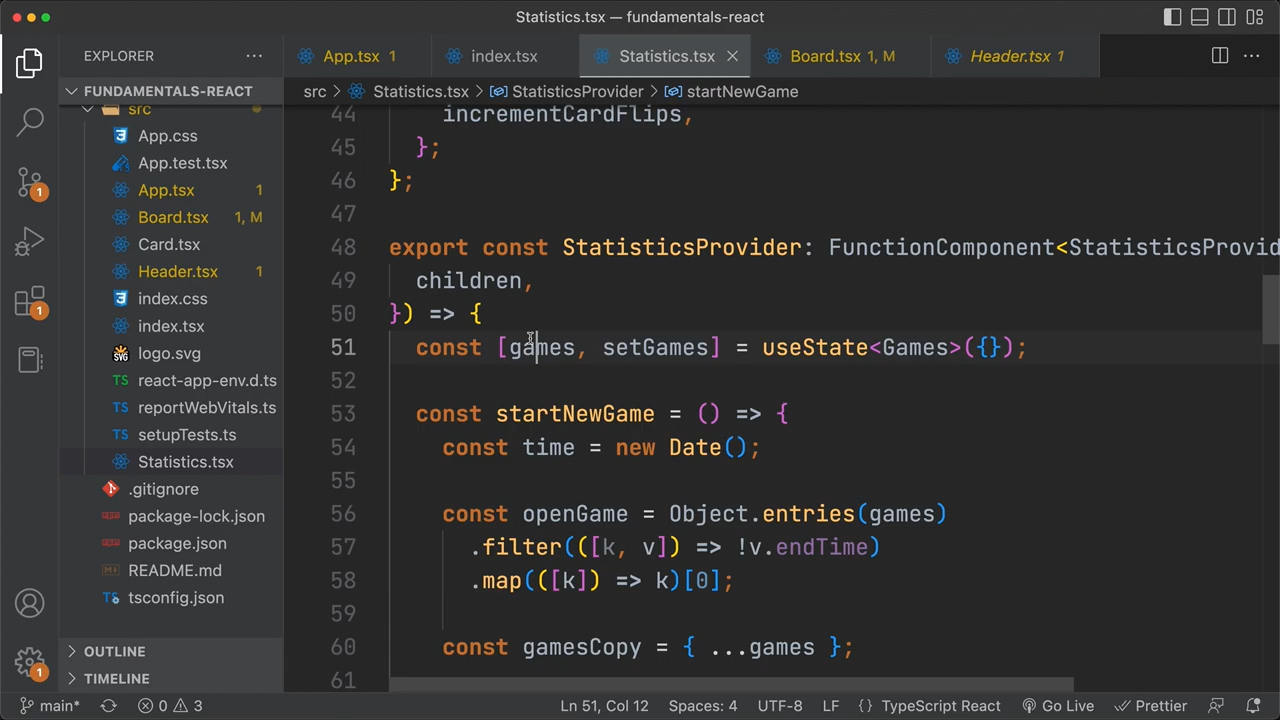 Statistics.tsx — fundamentals-react
EXPLORER
App.tsx 1
index.tsx
Statistics.tsx
Board.tsx 1, M
Header.tsx 1
FUNDAMENTALS-REACT
src
App.css
App.test.tsx
App.tsx 1
Board.tsx 1, M
Card.tsx
Header.tsx 1
index.css
index.tsx
logo.svg
react-app-env.d.ts
reportWebVitals.ts
setupTests.ts
Statistics.tsx
.gitignore
package-lock.json
package.json
README.md
tsconfig.json
OUTLINE
TIMELINE
1
1
1
src > Statistics.tsx > StatisticsProvider > startNewGame
44 incrementCardFlips,
45 };
46 };
47
48 export const StatisticsProvider: FunctionComponent<StatisticsProvid
49 children,
50 }) => {
51 const [games, setGames] = useState<Games>({});
52
53 const startNewGame = () => {
54 const time = new Date();
55
56 const openGame = Object.entries(games)
57 .filter(([k, v]) => !v.endTime)
58 .map(([k]) => k)[0];
59
60 const gamesCopy = { ...games };
61
main* 0 3 Ln 51, Col 12 Spaces: 4 UTF-8 LF {} TypeScript React Go Live Prettier